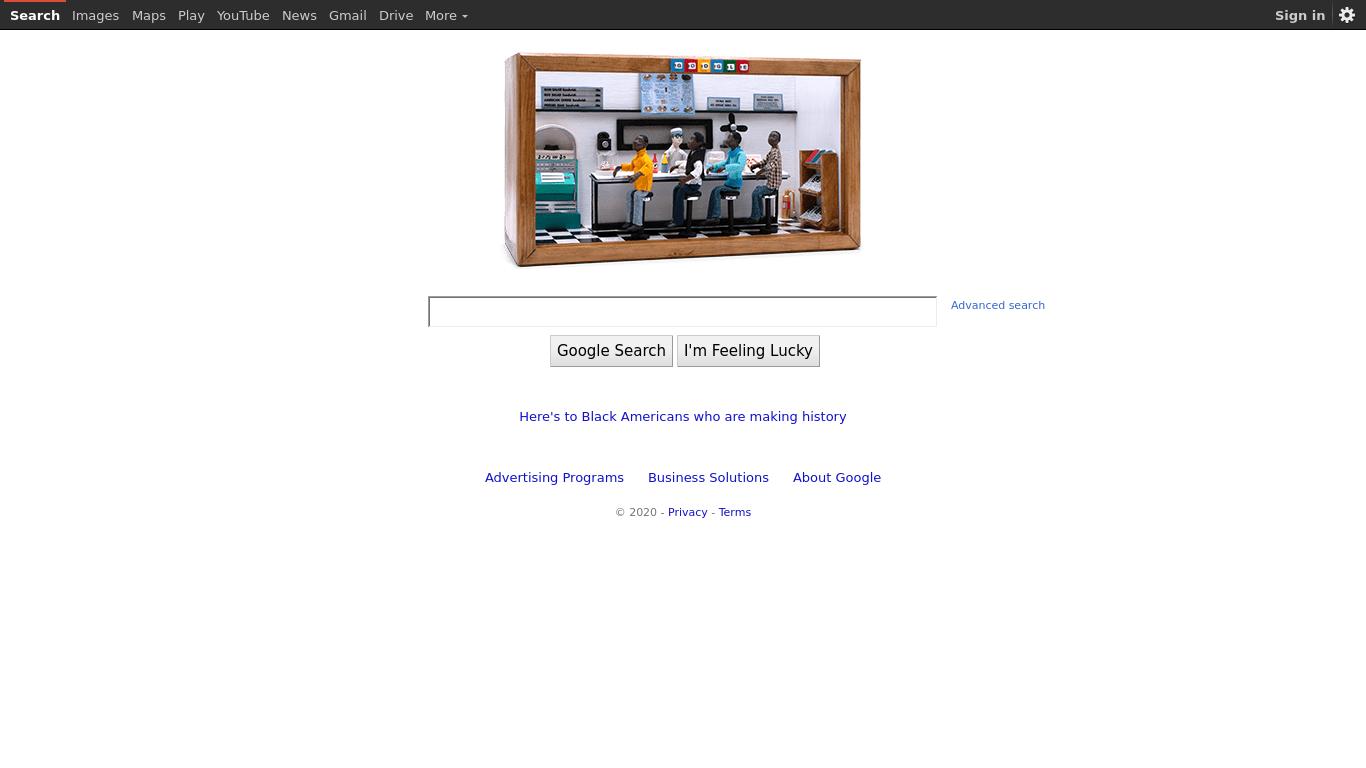 Search Images Maps Play YouTube News Gmail Drive More Sign in
GOOGLE
Advanced search
Google Search I'm Feeling Lucky
Here's to Black Americans who are making history
Advertising Programs Business Solutions About Google
© 2020 - Privacy - Terms